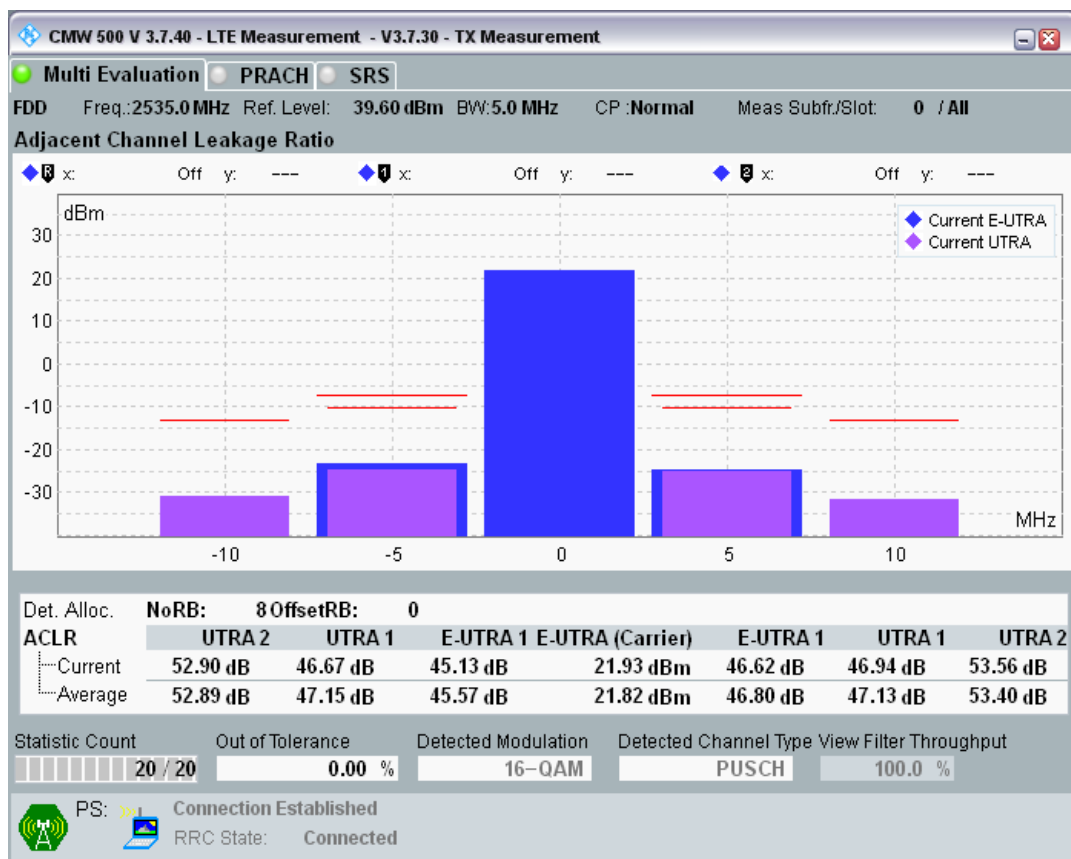 CMW 500 V 3.7.40 - LTE Measurement - V3.7.30 - TX Measurement
Multi Evaluation PRACH SRS
FDD Freq.:2535.0 MHz Ref. Level: 39.60 dBm BW:5.0 MHz CP :Normal Meas Subfr./Slot: 0 / All
Adjacent Channel Leakage Ratio
R x: Off y: --- 1 x: Off y: --- 2 x: Off y: ---
dBm
Current E-UTRA
Current UTRA
30
20
10
0
-10
-20
-30
MHz
-10 -5 0 5 10
Det. Alloc. NoRB: 8 OffsetRB: 0
ACLR UTRA 2 UTRA 1 E-UTRA 1 E-UTRA (Carrier) E-UTRA 1 UTRA 1 UTRA 2
Current 52.90 dB 46.67 dB 45.13 dB 21.93 dBm 46.62 dB 46.94 dB 53.56 dB
Average 52.89 dB 47.15 dB 45.57 dB 21.82 dBm 46.80 dB 47.13 dB 53.40 dB
Statistic Count Out of Tolerance Detected Modulation Detected Channel Type View Filter Throughput
20 / 20 0.00 % 16-QAM PUSCH 100.0 %
PS: Connection Established
RRC State: Connected